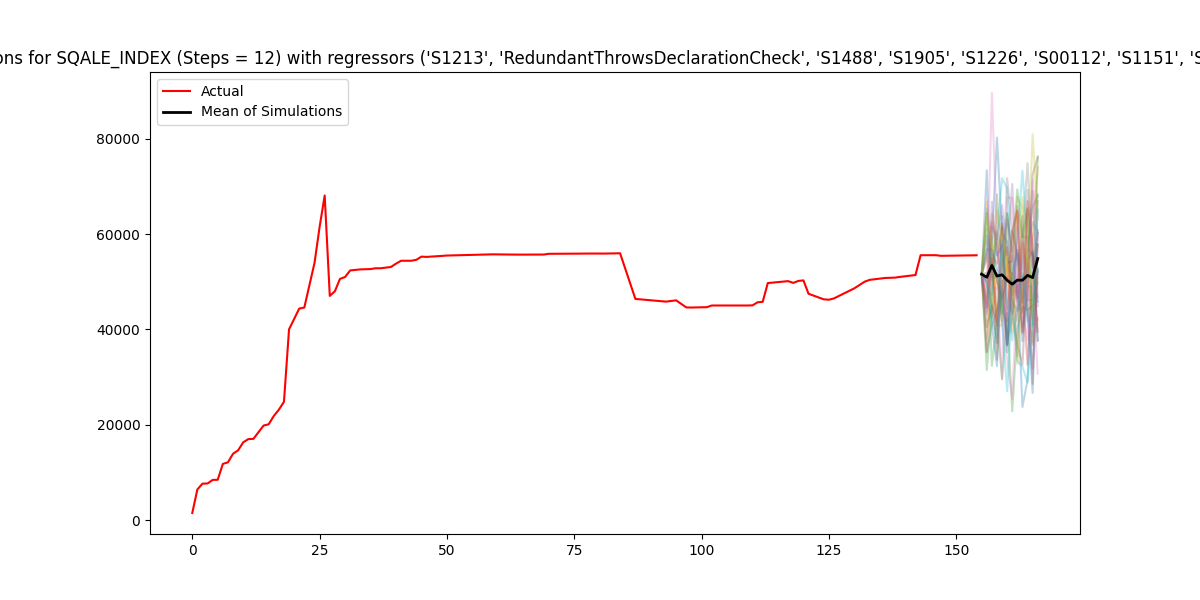 ons for SQALE_INDEX (Steps = 12) with regressors ('S1213', 'RedundantThrowsDeclarationCheck', 'S1488', 'S1905', 'S1226', 'S00112', 'S1151', 'S
Actual
Mean of Simulations
80000
60000
40000
20000
0
0 25 50 75 100 125 150